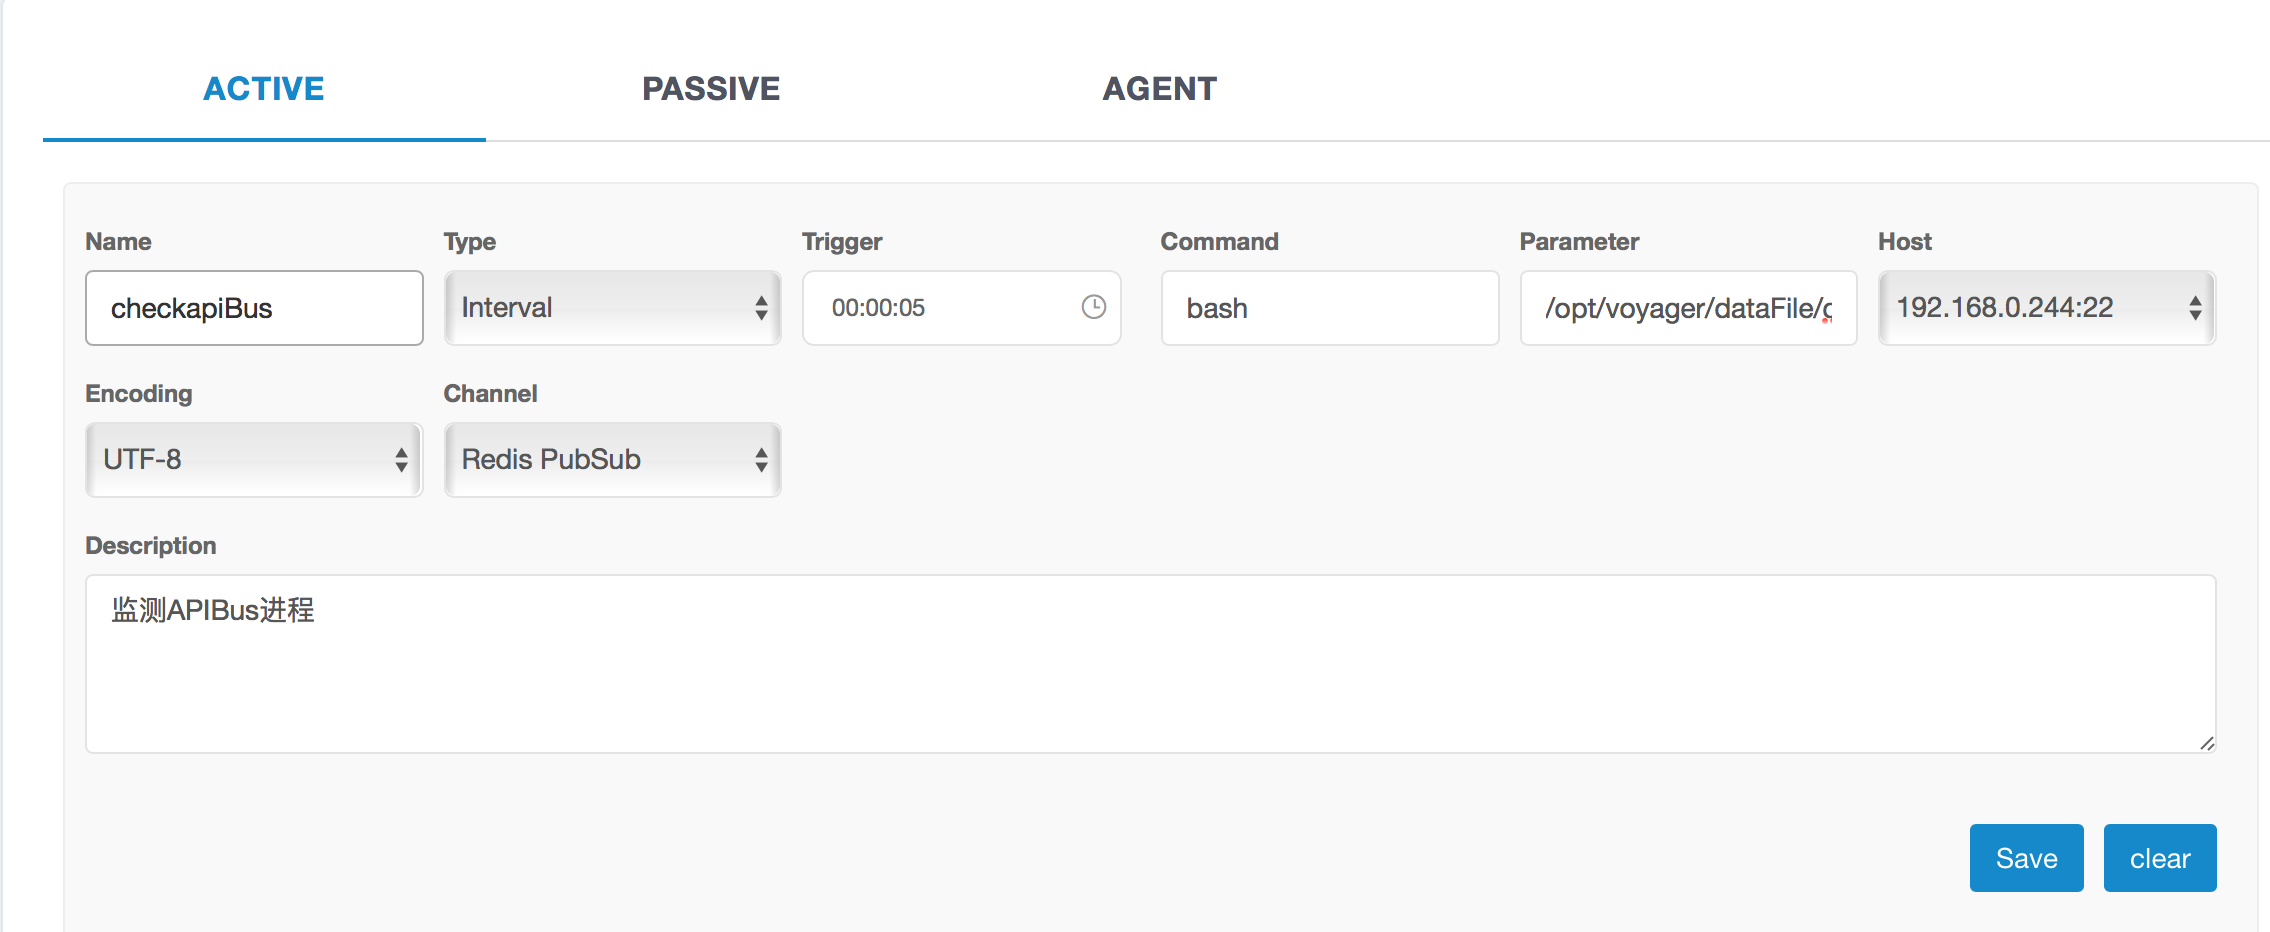 ACTIVE PASSIVE AGENT
Name Type Trigger Command Parameter Host
checkapiBus Interval 00:00:05 bash /opt/voyager/dataFile/ 192.168.0.244:22
Encoding Channel
UTF-8 Redis PubSub
Description
监测APIBus进程
Save clear